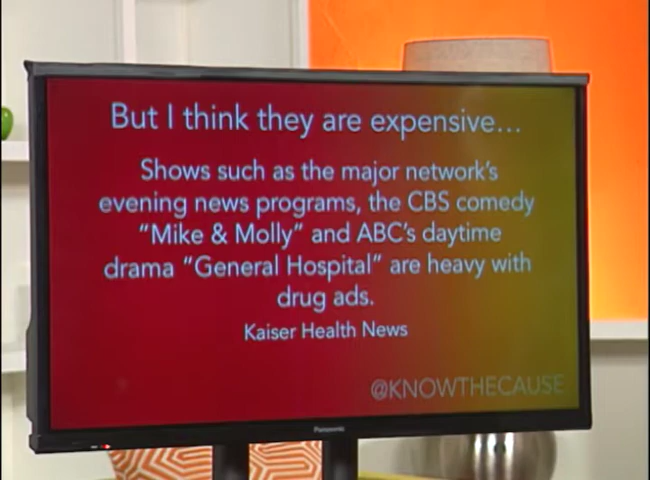 But I think they are expensive...
Shows such as the major network's
evening news programs, the CBS comedy
"Mike & Molly" and ABC's daytime
drama "General Hospital" are heavy with
drug ads.
Kaiser Health News
@KNOWTHECAUSE
Panasonic